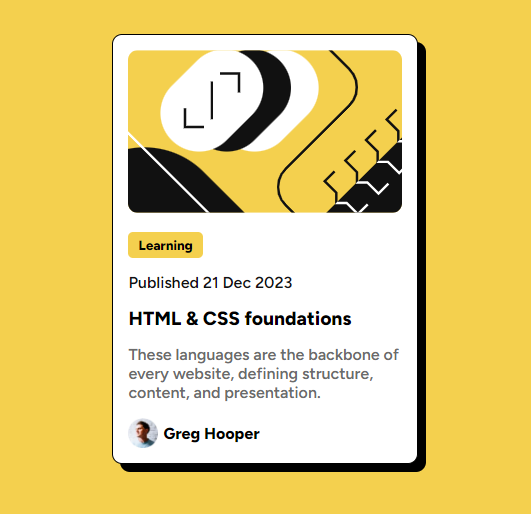 Learning
Published 21 Dec 2023
HTML & CSS foundations
These languages are the backbone of
every website, defining structure,
content, and presentation.
Greg Hooper